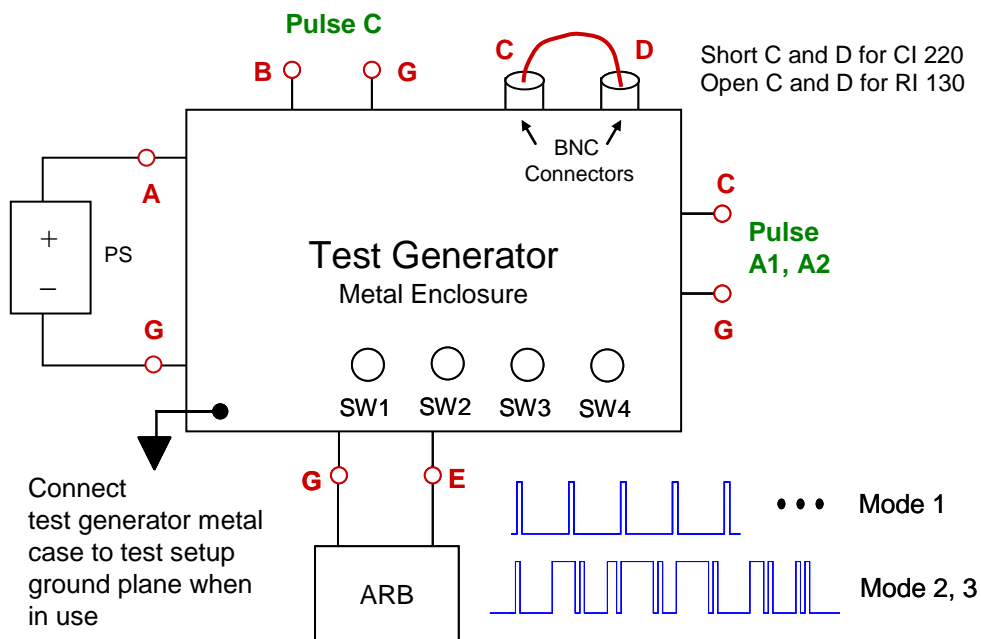 Pulse C
B
G
C
D
Short C and D for CI 220
Open C and D for RI 130
BNC
Connectors
A
+
−
PS
G
C
Pulse
A1, A2
G
Test Generator
Metal Enclosure
SW1
SW2
SW3
SW4
G
E
ARB
Connect
test generator metal
case to test setup
ground plane when
in use
••• Mode 1
Mode 2, 3